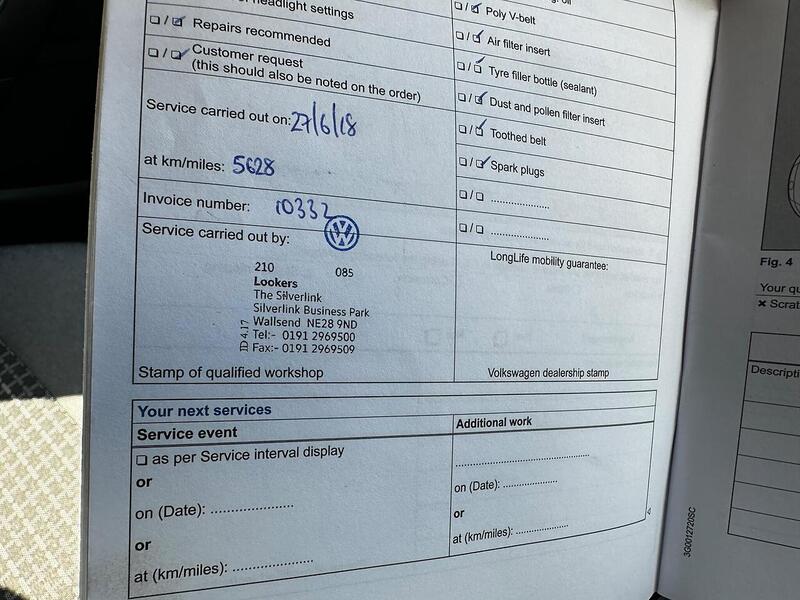 headlight settings
☐ / ☑ Repairs recommended
☐ / ☑ Customer request
(this should also be noted on the order)
Service carried out on: 27/6/18
at km/miles: 5628
Invoice number: 10332
Service carried out by:
210 085
Lookers
The Silverlink
Silverlink Business Park
Wallsend NE28 9ND
Tel:- 0191 2969500
Fax:- 0191 2969509
ID 4.17
Stamp of qualified workshop
oil
☐ / ☑ Poly V-belt
☐ / ☑ Air filter insert
☐ / ☑ Tyre filler bottle (sealant)
☐ / ☑ Dust and pollen filter insert
☐ / ☑ Toothed belt
☐ / ☑ Spark plugs
☐ / ☐ ....................
☐ / ☐ ....................
LongLife mobility guarantee:
Volkswagen dealership stamp
Your next services
Service event
☐ as per Service interval display
or
on (Date): ....................
or
at (km/miles): ....................
Additional work
........................................
on (Date): ................
or
at (km/miles): ................
4
3G0012720SC
Fig. 4
Your
× Scrat
Descripti